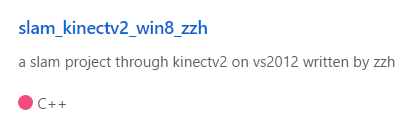 slam_kinectv2_win8_zzh
a slam project through kinectv2 on vs2012 written by zzh
C++